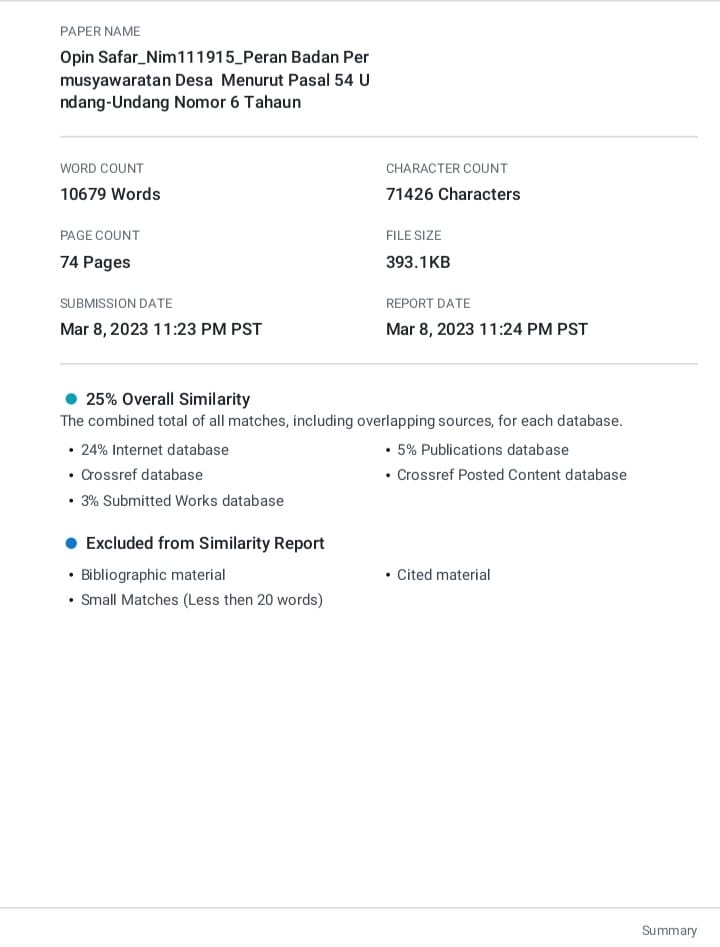 PAPER NAME
Opin Safar_Nim111915_Peran Badan Per
musyawaratan Desa  Menurut Pasal 54 U
ndang-Undang Nomor 6 Tahaun
WORD COUNT
10679 Words
CHARACTER COUNT
71426 Characters
PAGE COUNT
74 Pages
FILE SIZE
393.1KB
SUBMISSION DATE
Mar 8, 2023 11:23 PM PST
REPORT DATE
Mar 8, 2023 11:24 PM PST
● 25% Overall Similarity
The combined total of all matches, including overlapping sources, for each database.
• 24% Internet database
• 5% Publications database
• Crossref database
• Crossref Posted Content database
• 3% Submitted Works database
● Excluded from Similarity Report
• Bibliographic material
• Cited material
• Small Matches (Less then 20 words)
Summary